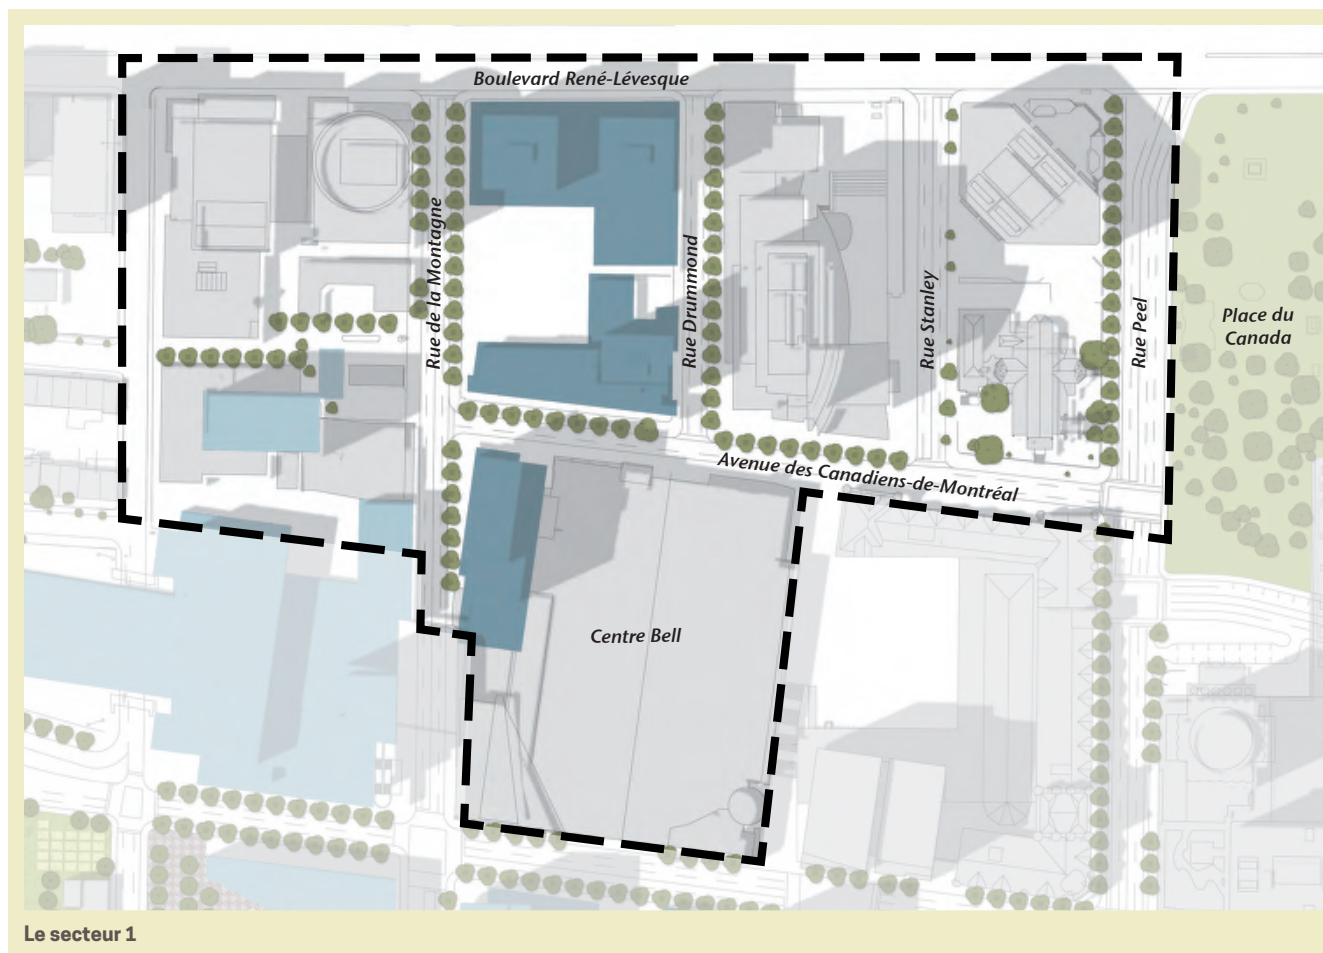 Boulevard René-Lévesque
Rue de la Montagne
Rue Drummond
Rue Stanley
Rue Peel
Place du
Canada
Avenue des Canadiens-de-Montréal
Centre Bell
Le secteur 1